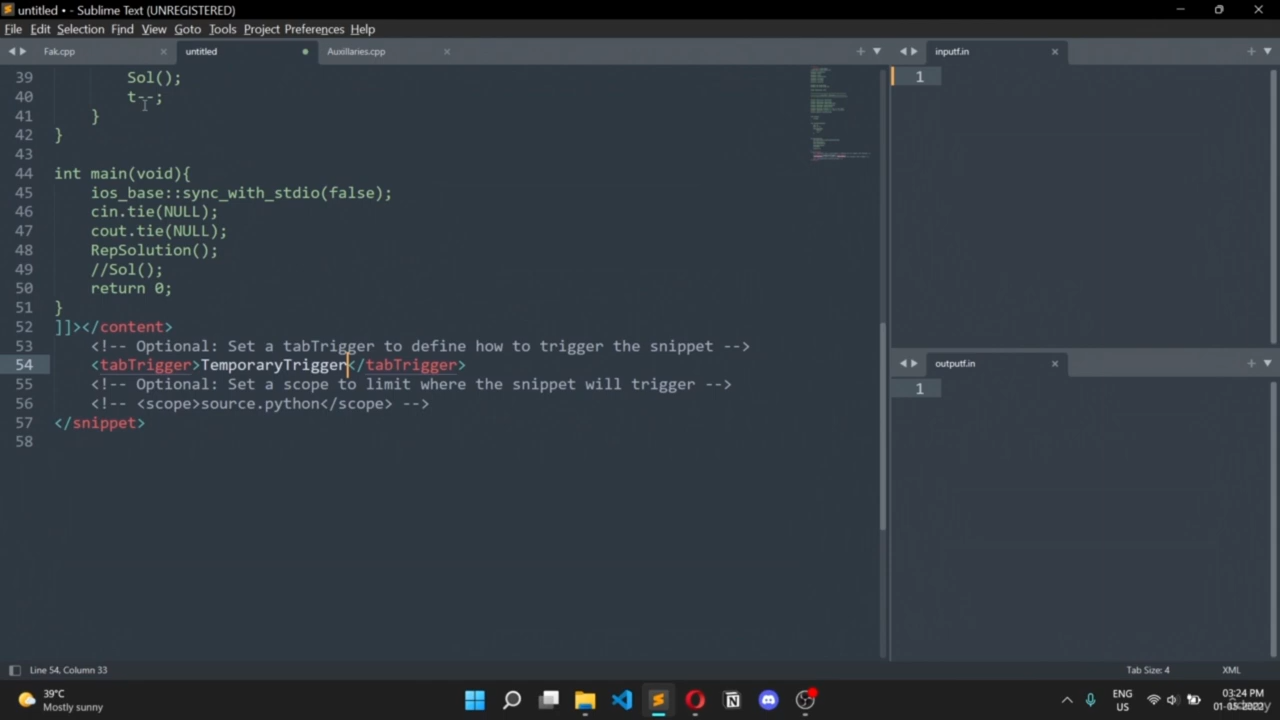 untitled • - Sublime Text (UNREGISTERED)
File Edit Selection Find View Goto Tools Project Preferences Help
Fak.cpp untitled Auxillaries.cpp inputf.in
39 Sol();
40 t--;
41 }
42 }
43
44 int main(void){
45 ios_base::sync_with_stdio(false);
46 cin.tie(NULL);
47 cout.tie(NULL);
48 RepSolution();
49 //Sol();
50 return 0;
51 }
52 ]]></content>
53 <!-- Optional: Set a tabTrigger to define how to trigger the snippet -->
54 <tabTrigger>TemporaryTrigger</tabTrigger>
55 <!-- Optional: Set a scope to limit where the snippet will trigger -->
56 <!-- <scope>source.python</scope> -->
57 </snippet>
58
1
outputf.in
1
Line 54, Column 33
Tab Size: 4 XML
39°C
Mostly sunny
ENG
US
03:24 PM
01-05-2022
udemy